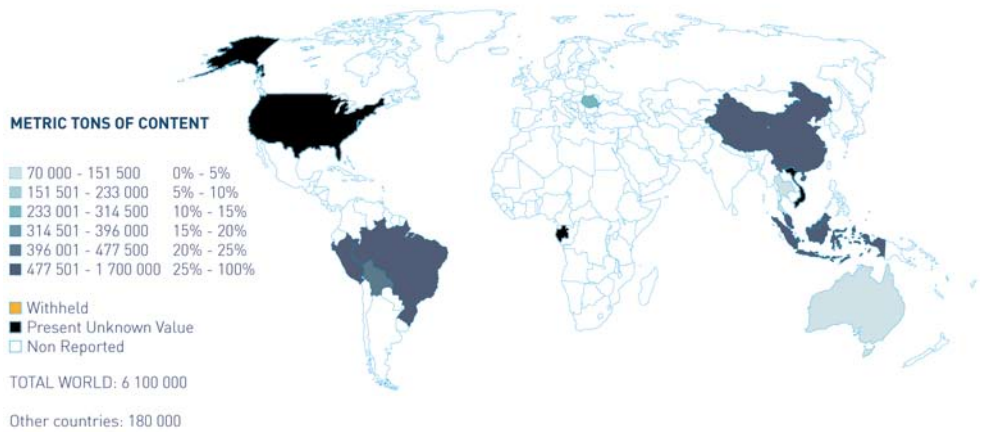 METRIC TONS OF CONTENT
70 000 - 151 500 0% - 5%
151 501 - 233 000 5% - 10%
233 001 - 314 500 10% - 15%
314 501 - 396 000 15% - 20%
396 001 - 477 500 20% - 25%
477 501 - 1 700 000 25% - 100%
Withheld
Present Unknown Value
Non Reported
TOTAL WORLD: 6 100 000
Other countries: 180 000